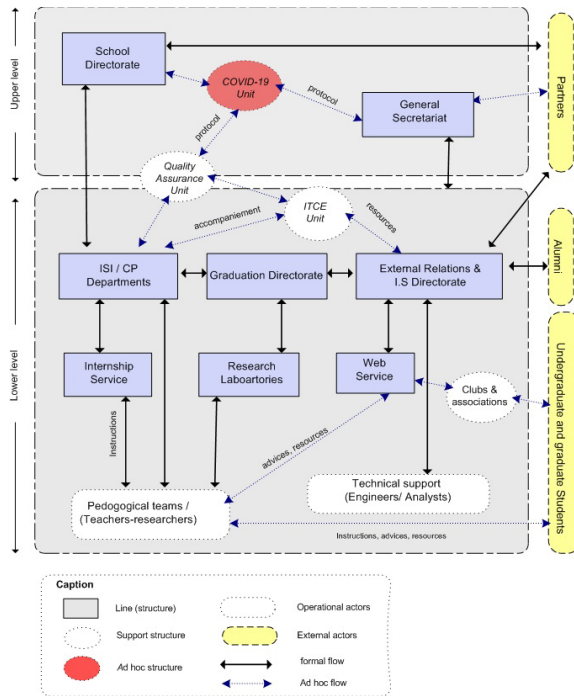 Upper level
School
Directorate
COVID-19
Unit
protocol
General
Secretariat
Partners
protocol
Quality
Assurance
Unit
ITCE
Unit
accompaniement
resources
Lower level
ISI / CP
Departments
Graduation Directorate
External Relations &
I.S Directorate
Alumni
Internship
Service
Research
Laboartories
Web
Service
Clubs &
associations
Undergraduate and graduate Students
Instructions
advices, resources
Pedogogical teams /
(Teachers-researchers)
Technical support
(Engineers/ Analysts)
Instructions, advices, resources
Caption
Line (structure)
Operational actors
Support structure
External actors
Ad hoc structure
formal flow
Ad hoc flow